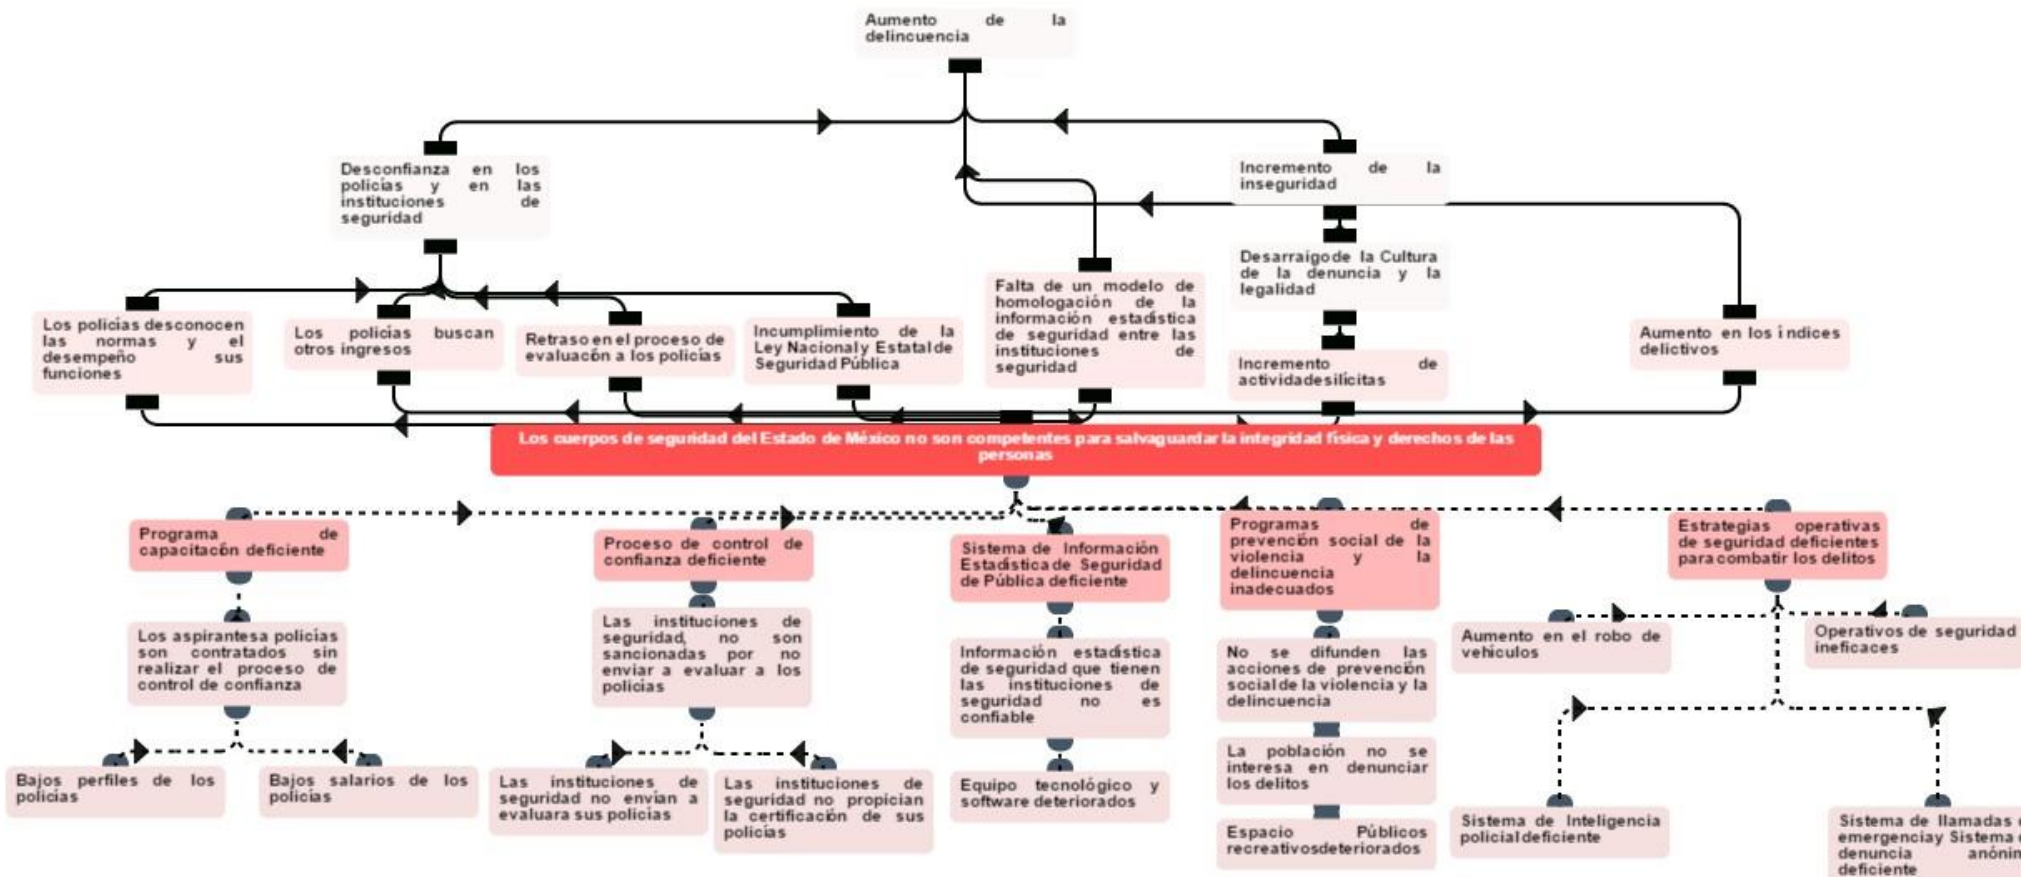 Aumento de la
delincuencia
Desconfianza en los
policías y en las
instituciones de
seguridad
Incremento de la
inseguridad
Desarraigode la Cultura
de la denuncia y la
legalidad
Los policías desconocen
las normas y el
desempeño sus
funciones
Los policías buscan
otros ingresos
Retraso en el proceso de
evaluación a los policías
Incumplimiento de la
Ley Nacional y Estatal de
Seguridad Pública
Falta de un modelo de
homologación de la
información estadística
de seguridad entre las
instituciones de
seguridad
Incremento de
actividadesilícitas
Aumento en los índices
delictivos
Los cuerpos de seguridad del Estado de México no son competentes para salvaguardar la integridad física y derechos de las
personas
Programa de
capacitación deficiente
Proceso de control de
confianza deficiente
Sistema de Información
Estadística de Seguridad
de Pública deficiente
Programas de
prevención social de la
violencia y la
delincuencia
inadecuados
Estrategias operativas
de seguridad deficientes
para combatir los delitos
Los aspirantesa policías
son contratados sin
realizar el proceso de
control de confianza
Las instituciones de
seguridad, no son
sancionadas por no
enviar a evaluar a los
policías
Información estadística
de seguridad que tienen
las instituciones de
seguridad no es
confiable
No se difunden las
acciones de prevención
social de la violencia y la
delincuencia
Aumento en el robo de
vehículos
Operativos de seguridad
ineficaces
Bajos perfiles de los
policías
Bajos salarios de los
policías
Las instituciones de
seguridad no envían a
evaluara sus policías
Las instituciones de
seguridad no propician
la certificación de sus
policías
Equipo tecnológico y
software deteriorados
La población no se
interesa en denunciar
los delitos
Espacio Públicos
recreativosdeteriorados
Sistema de Inteligencia
policial deficiente
Sistema de llamadas
emergenciay Sistema
denuncia
deficiente